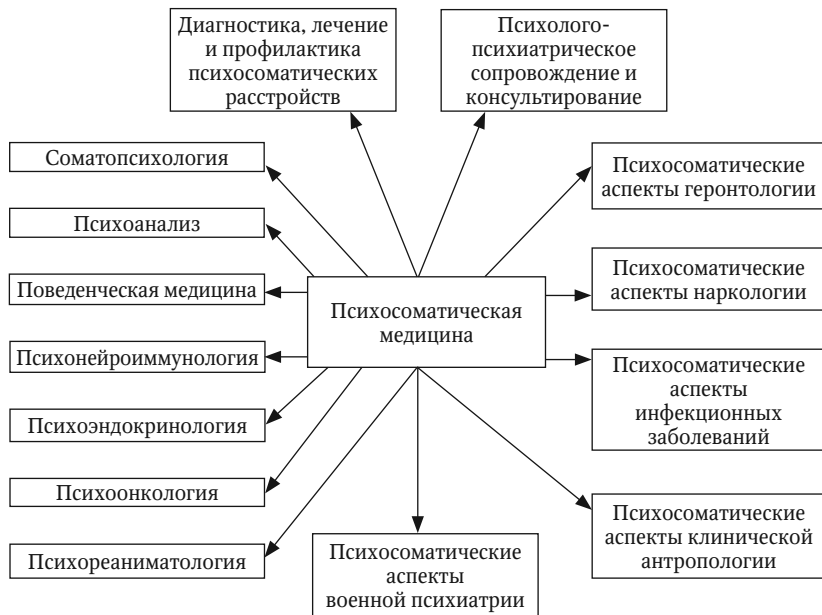 Диагностика, лечение
и профилактика
психосоматических
расстройств
Психолого-
психиатрическое
сопровождение и
консультирование
Соматопсихология
Психоанализ
Поведенческая медицина
Психонейроиммунология
Психоэндокринология
Психоонкология
Психореаниматология
Психосоматическая
медицина
Психосоматические
аспекты геронтологии
Психосоматические
аспекты наркологии
Психосоматические
аспекты
инфекционных
заболеваний
Психосоматические
аспекты клинической
антропологии
Психосоматические
аспекты
военной психиатрии